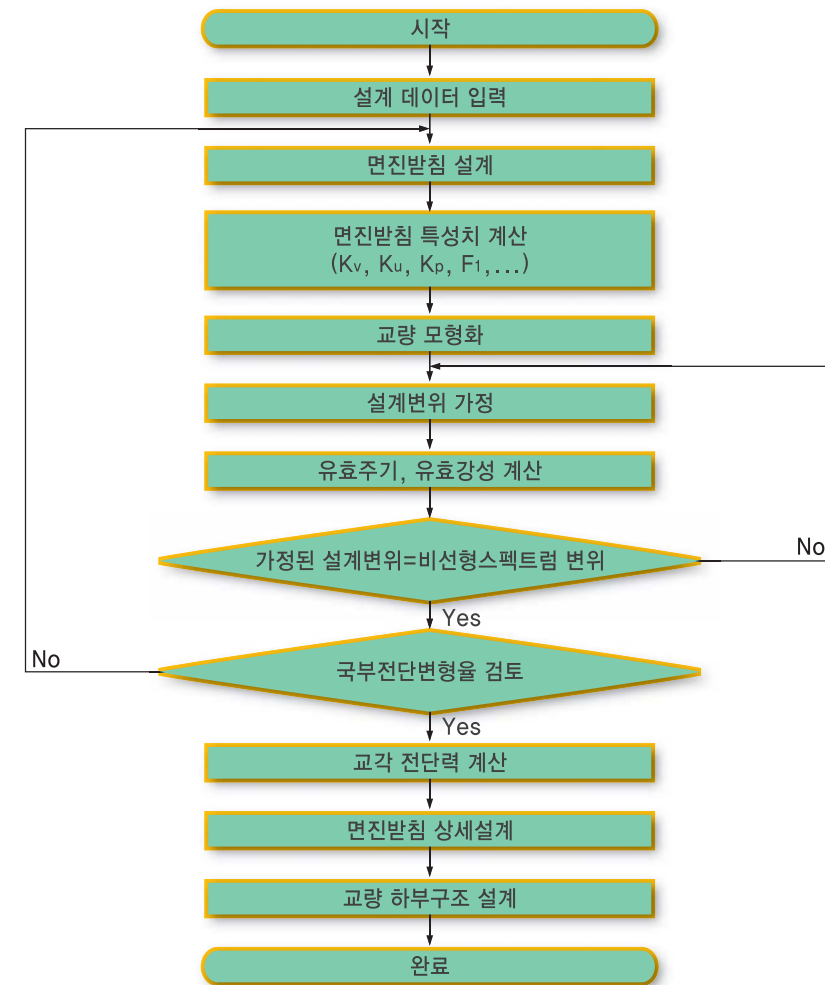 시작
설계 데이터 입력
면진받침 설계
면진받침 특성치 계산
(Kv, Ku, Kp, F1,...)
교량 모형화
설계변위 가정
유효주기, 유효강성 계산
가정된 설계변위=비선형스펙트럼 변위
No
Yes
국부전단변형율 검토
No
Yes
교각 전단력 계산
면진받침 상세설계
교량 하부구조 설계
완료